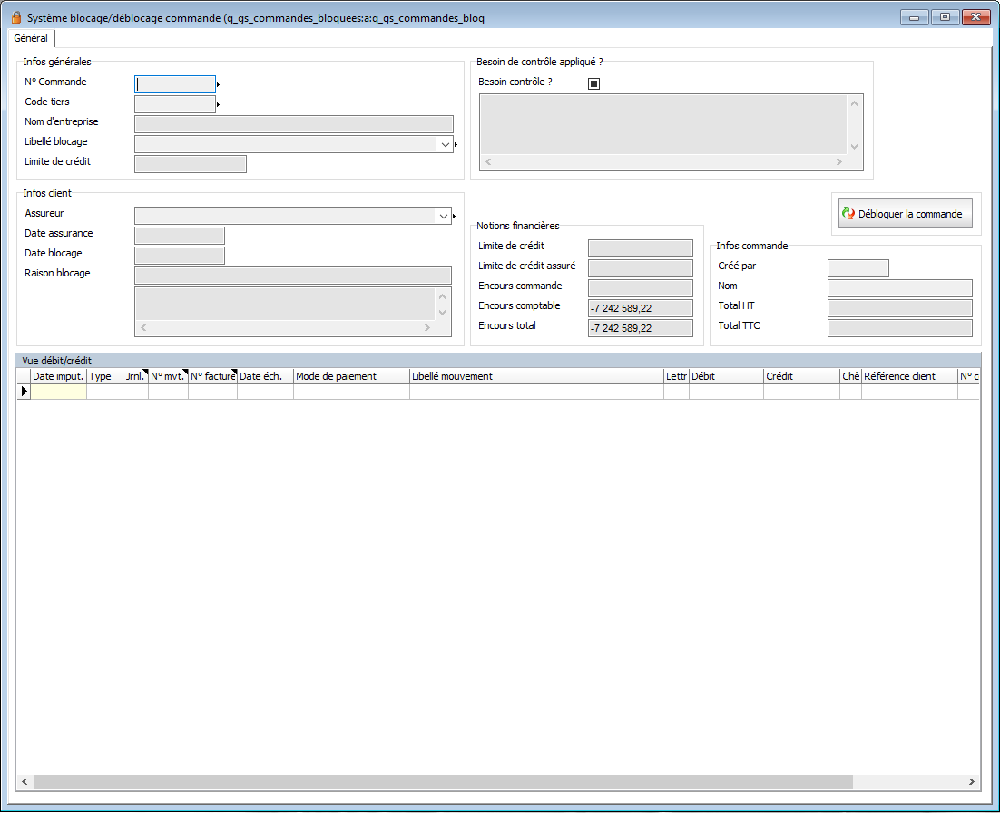 Système blocage/déblocage commande (q_gs_commandes_bloquees:a:q_gs_commandes_bloq
Général
Infos générales
N° Commande
Code tiers
Nom d'entreprise
Libellé blocage
Limite de crédit
Besoin de contrôle appliqué ?
Besoin contrôle ?
Infos client
Assureur
Date assurance
Date blocage
Raison blocage
Notions financières
Limite de crédit
Limite de crédit assuré
Encours commande
Encours comptable -7 242 589,22
Encours total -7 242 589,22
Débloquer la commande
Infos commande
Créé par
Nom
Total HT
Total TTC
Vue débit/crédit
Date imput. Type Jrnl. N° mvt. N° facture Date éch. Mode de paiement Libellé mouvement Lettr Débit Crédit Chè Référence client N° c